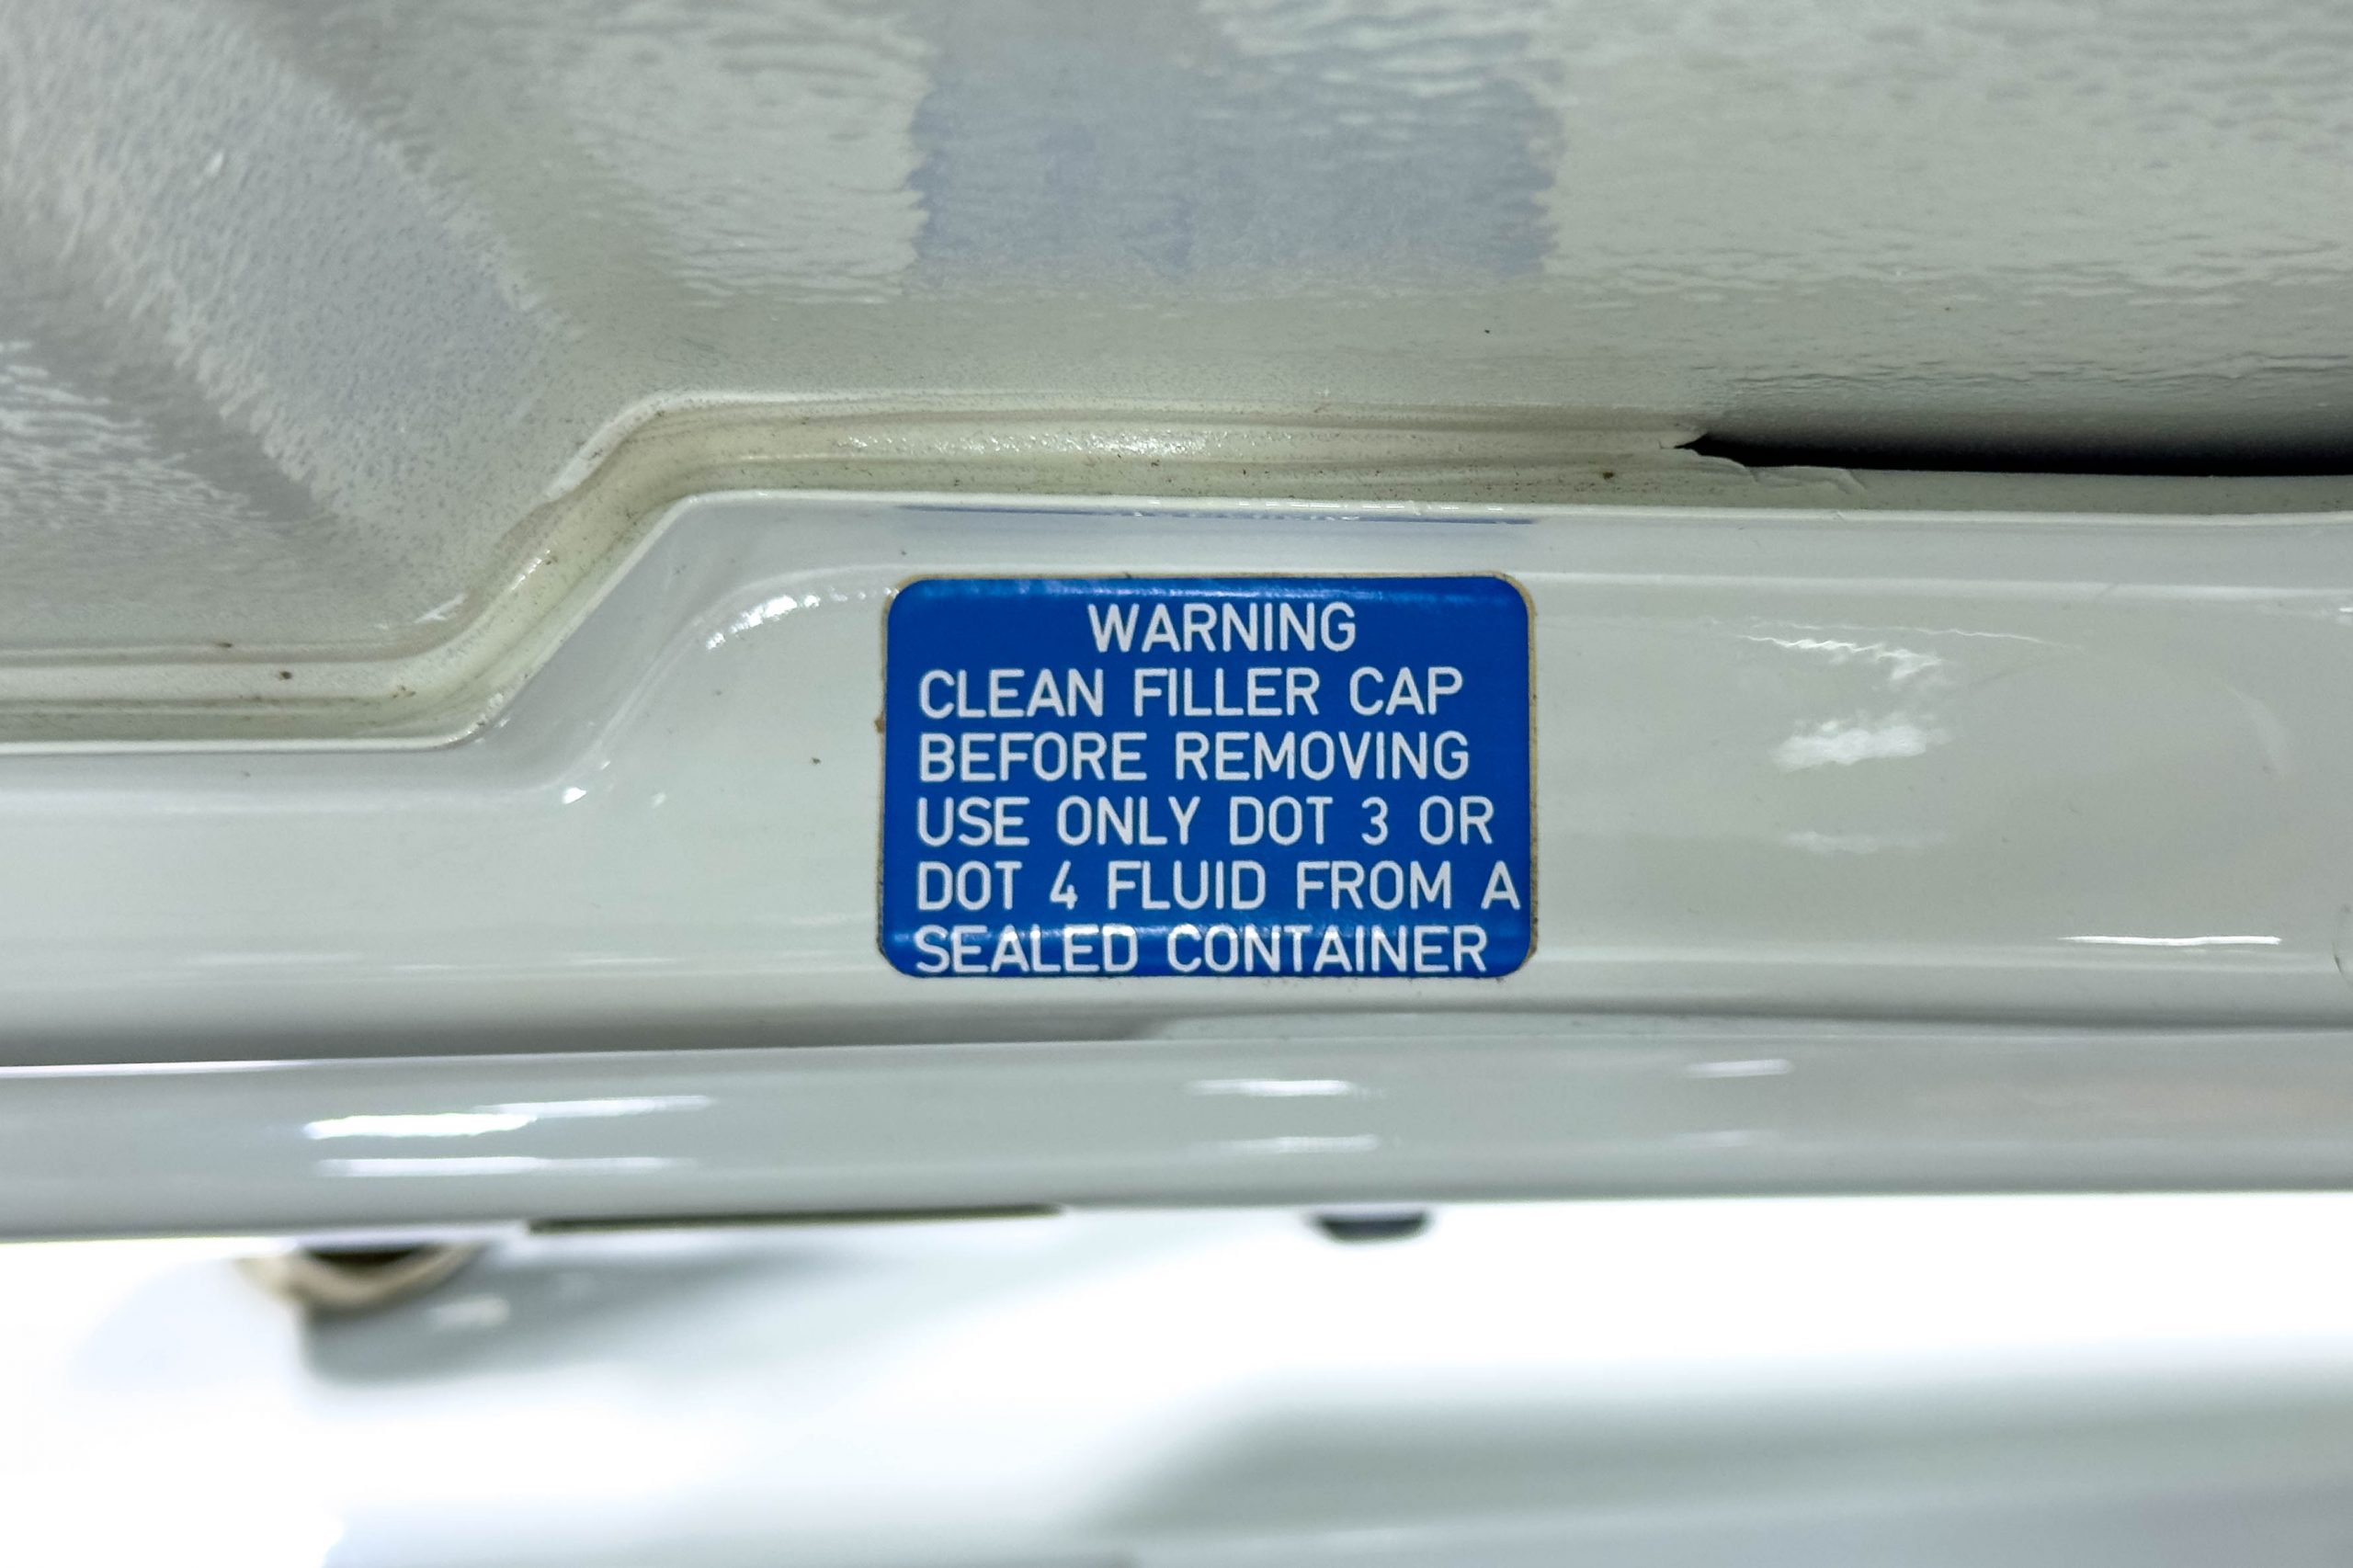 WARNING
CLEAN FILLER CAP
BEFORE REMOVING
USE ONLY DOT 3 OR
DOT 4 FLUID FROM A
SEALED CONTAINER